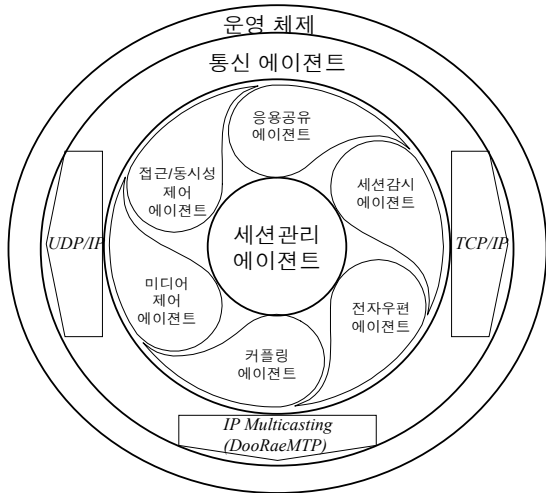 운영 체제
통신 에이젼트
응용공유
에이젼트
접근/동시성
제어
에이젼트
세션감시
에이젼트
UDP/IP
세션관리
에이젼트
TCP/IP
미디어
제어
에이젼트
전자우편
에이젼트
커플링
에이젼트
IP Multicasting
(DooRaeMTP)